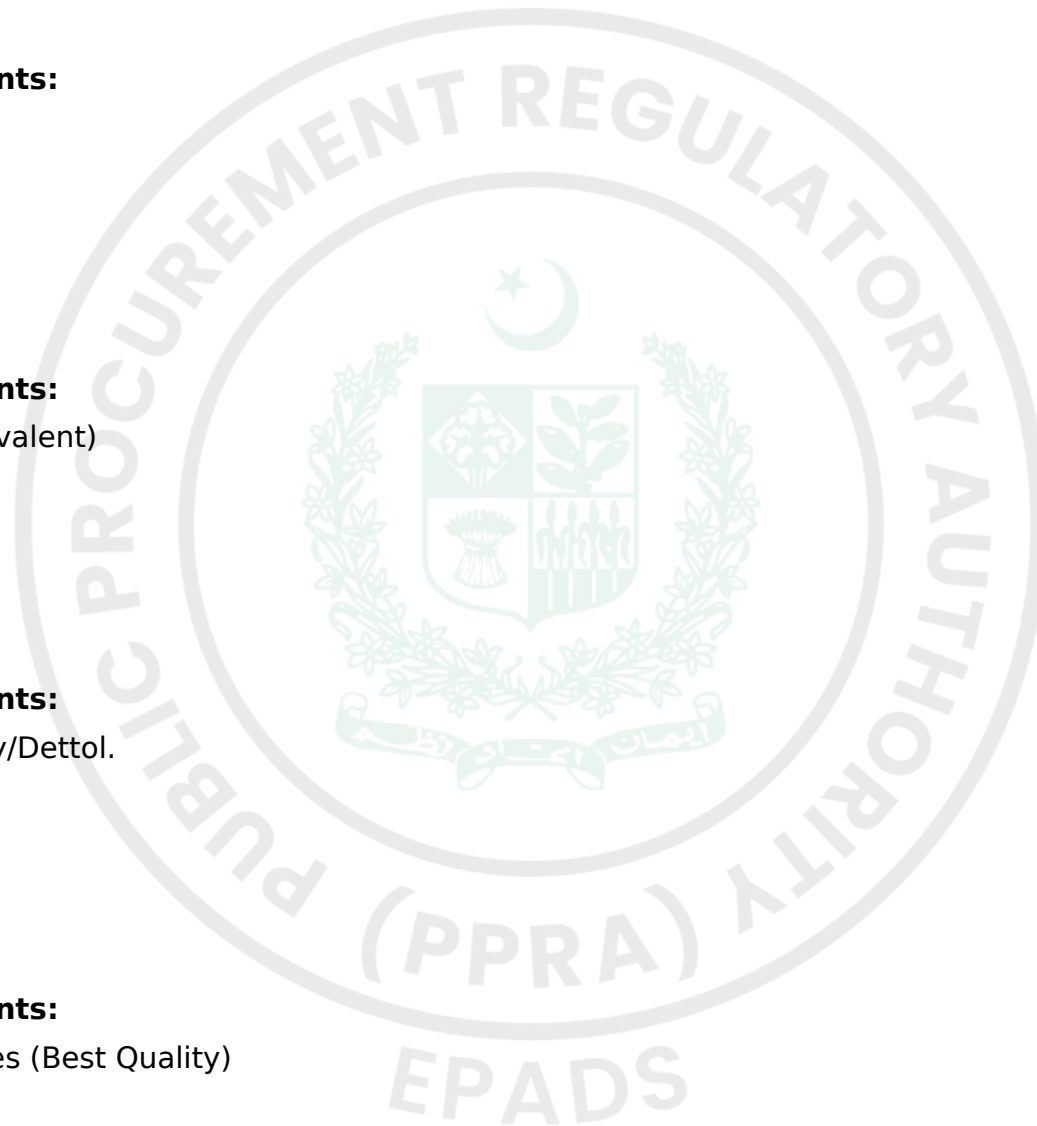 nts:
nts:
valent)
nts:
y/Dettol.
nts:
es (Best Quality)
PUBLIC PROCUREMENT REGULATORY AUTHORITY
(PPRA)
EPADS